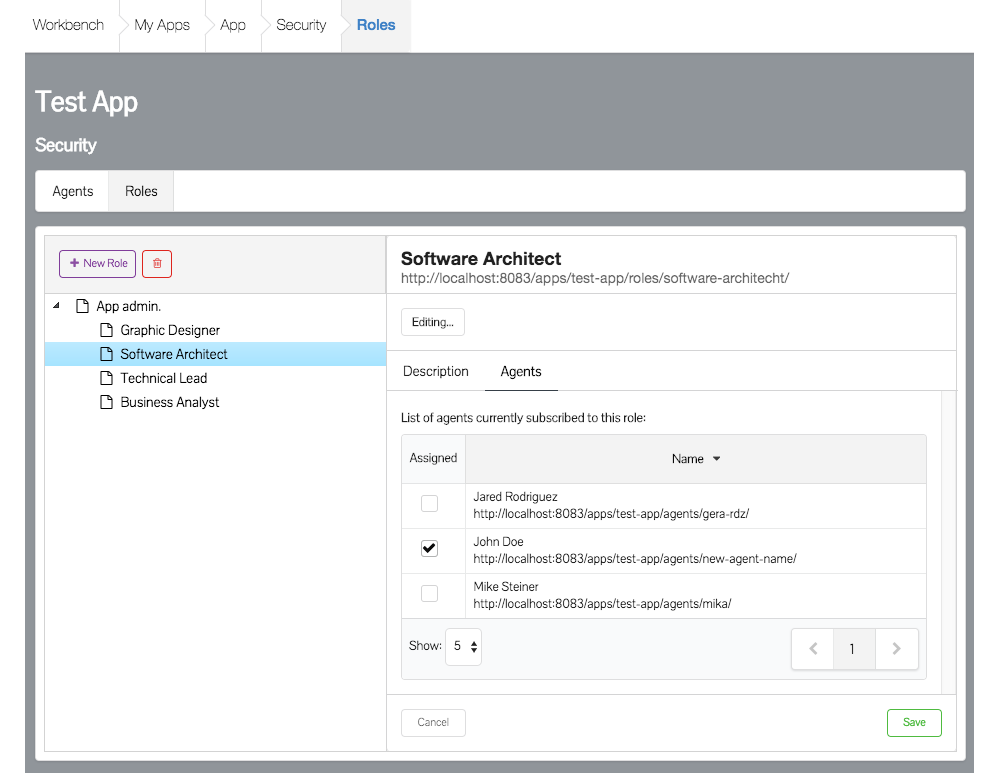 Workbench
My Apps
App
Security
Roles
Test App
Security
Agents
Roles
+ New Role
App admin.
Graphic Designer
Software Architect
Technical Lead
Business Analyst
Software Architect
http://localhost:8083/apps/test-app/roles/software-architecht/
Editing...
Description
Agents
List of agents currently subscribed to this role:
Assigned
Name
Jared Rodriguez
http://localhost:8083/apps/test-app/agents/gera-rdz/
John Doe
http://localhost:8083/apps/test-app/agents/new-agent-name/
Mike Steiner
http://localhost:8083/apps/test-app/agents/mika/
Show: 5
1
Cancel
Save